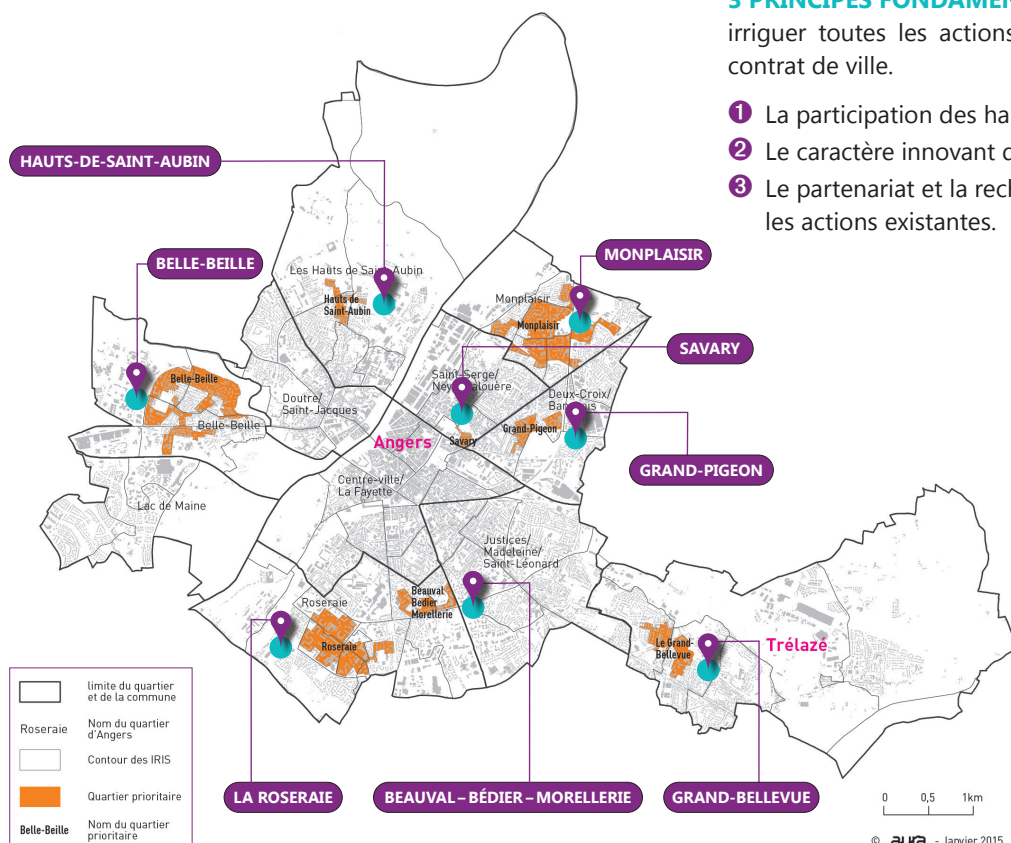 3 PRINCIPES
irriguer toutes les actions
contrat de ville.
❶ La participation des
❷ Le caractère innovant
❸ Le partenariat et la
les actions existantes.
HAUTS-DE-SAINT-AUBIN
BELLE-BEILLE
MONPLAISIR
SAVARY
GRAND-PIGEON
Les Hauts de Saint-Aubin
Hauts de
Saint-Aubin
Monplaisir
Monplaisir
Saint-Serge/
Deux-Croix/
Belle-Beille
Belle-Beille
Doutre/
Saint-Jacques
Grand-Pigeon
Savary
Angers
Centre-ville/
La Fayette
Lac de Maine
Justices/
Madeleine/
Saint-Léonard
Beauval
Bédier
Morellerie
Roseraie
Roseraie
Le Grand-
Bellevue
Trélazé
limite du quartier
et de la commune
Roseraie Nom du quartier
d'Angers
Contour des IRIS
Quartier prioritaire
Belle-Beille Nom du quartier
prioritaire
LA ROSERAIE
BEAUVAL – BÉDIER – MORELLERIE
GRAND-BELLEVUE
0 0,5 1km
© aura - Janvier 2015